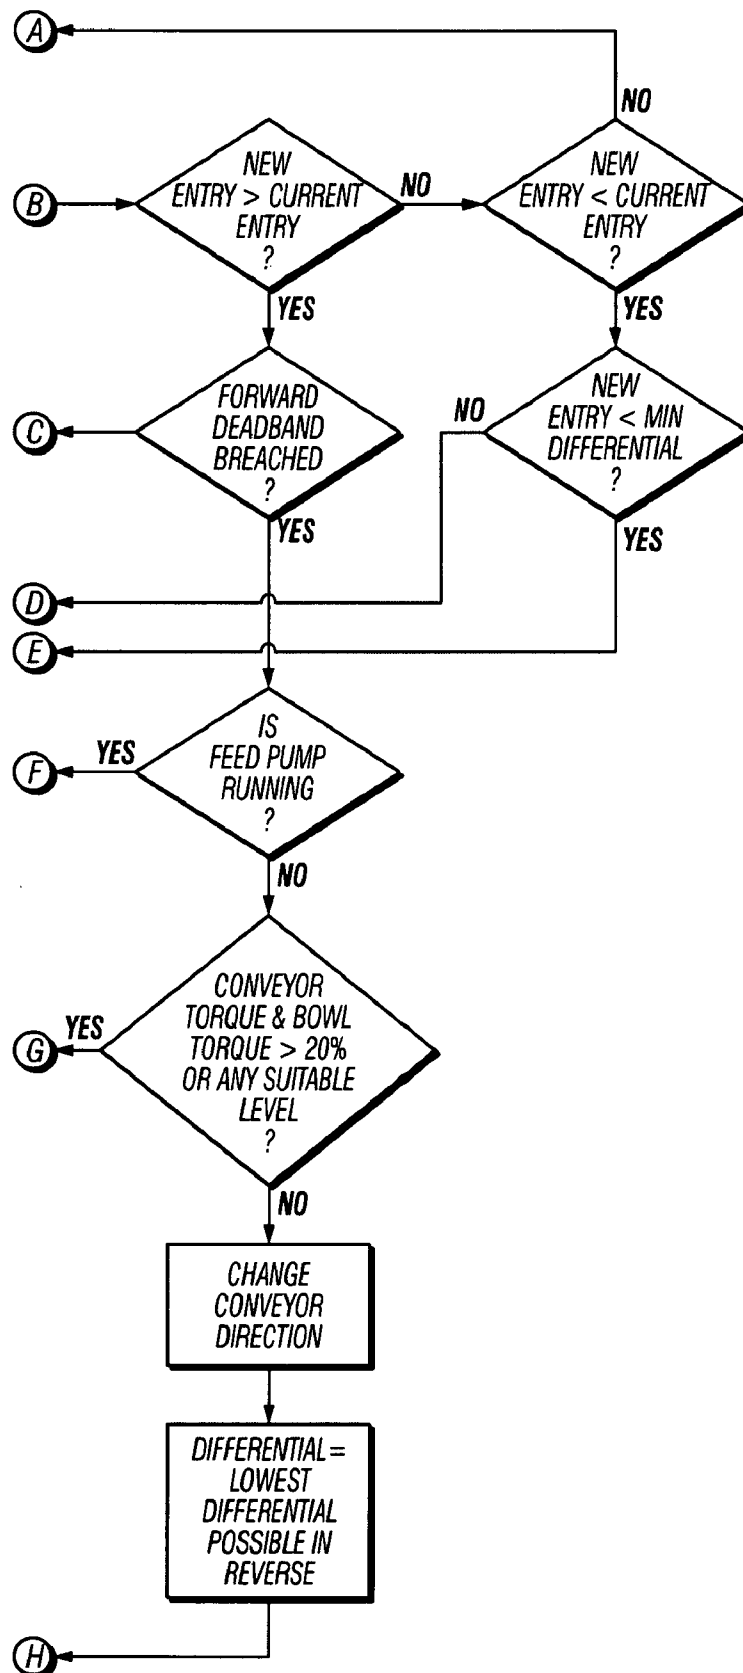 A
NO
B
NEW
ENTRY > CURRENT
ENTRY
?
NO
NEW
ENTRY < CURRENT
ENTRY
?
YES
YES
C
FORWARD
DEADBAND
BREACHED
?
NO
NEW
ENTRY < MIN
DIFFERENTIAL
?
YES
YES
D
E
F
YES
IS
FEED PUMP
RUNNING
?
NO
G
YES
CONVEYOR
TORQUE & BOWL
TORQUE > 20%
OR ANY SUITABLE
LEVEL
?
NO
CHANGE
CONVEYOR
DIRECTION
DIFFERENTIAL =
LOWEST
DIFFERENTIAL
POSSIBLE IN
REVERSE
H